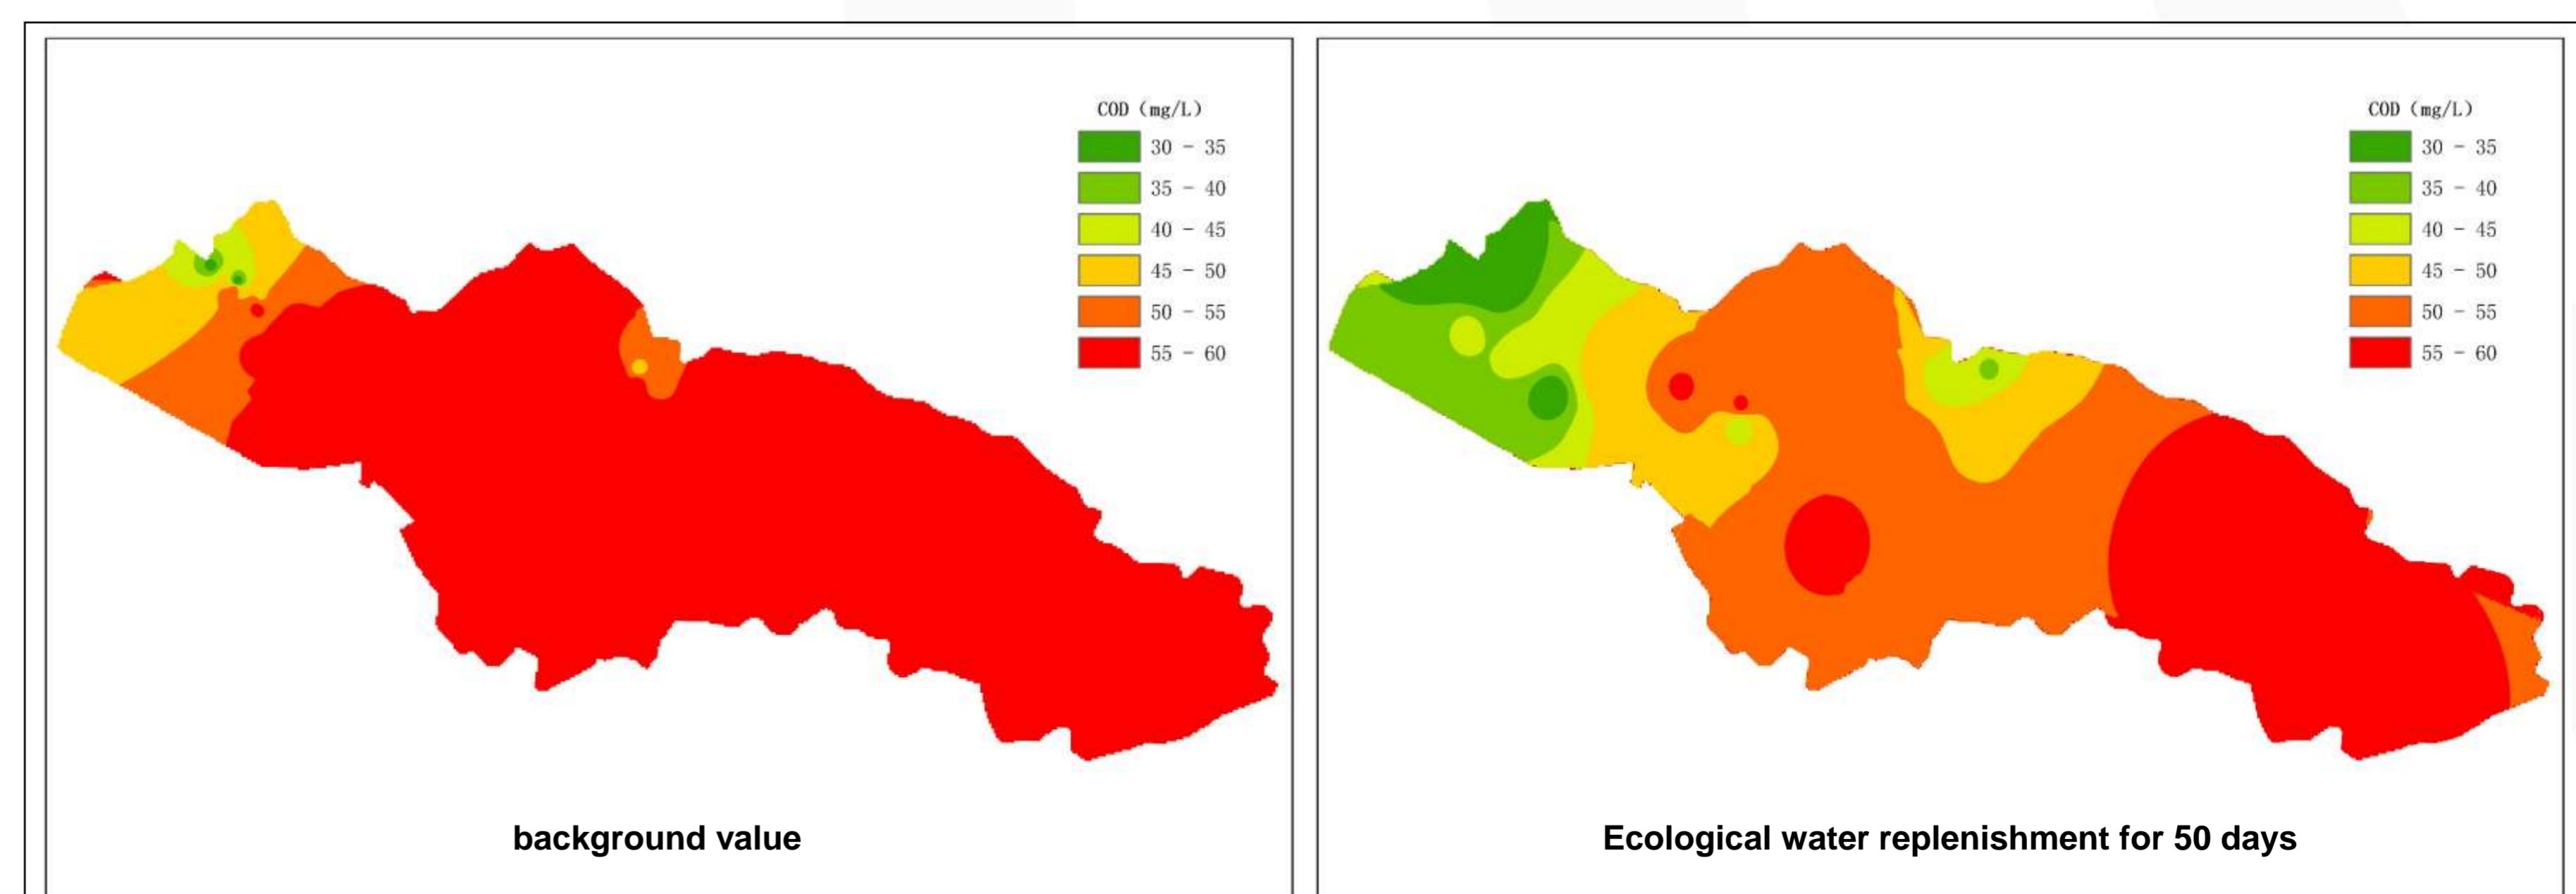 COD (mg/L)
30 - 35
35 - 40
40 - 45
45 - 50
50 - 55
55 - 60
background value
COD (mg/L)
30 - 35
35 - 40
40 - 45
45 - 50
50 - 55
55 - 60
Ecological water replenishment for 50 days